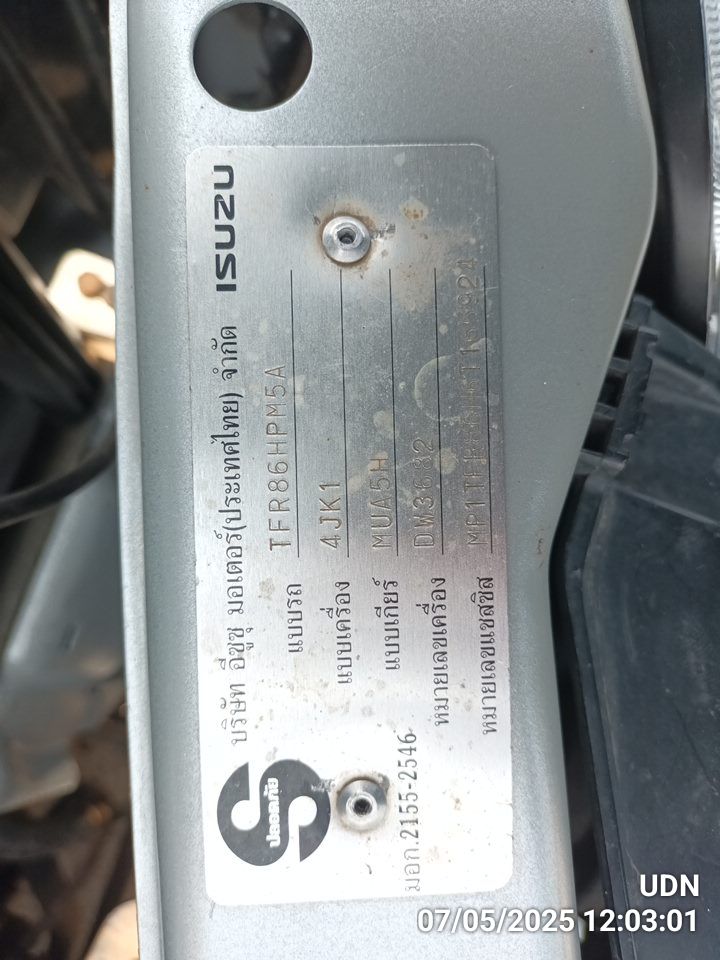 บริษัท อีซูซุ มอเตอร์(ประเทศไทย) จำกัด ISUZU
แบบรถ TFR86HPM5A
แบบเครื่อง 4JK1
แบบเกียร์ MUA5H
หมายเลขเครื่อง DW3682
หมายเลขแชสซิส
ปลอดภัย
มอก.2155-2546
UDN
07/05/2025 12:03:01